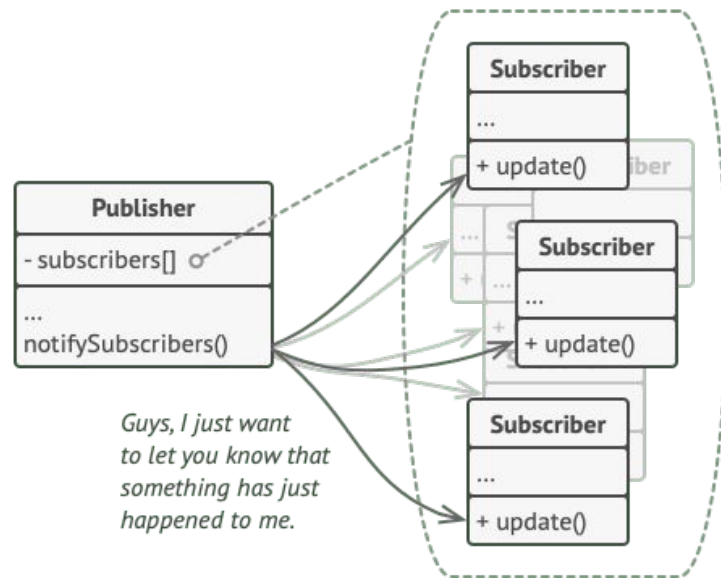 Subscriber
...
+ update()
Publisher
- subscribers[]
...
notifySubscribers()
Subscriber
...
+ update()
Guys, I just want
to let you know that
something has just
happened to me.
Subscriber
...
+ update()